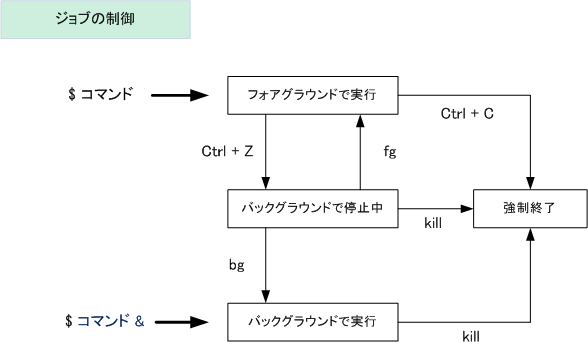 ジョブの制御
$ コマンド
フォアグラウンドで実行
Ctrl + C
Ctrl + Z
fg
バックグラウンドで停止中
kill
強制終了
bg
$ コマンド &
バックグラウンドで実行
kill